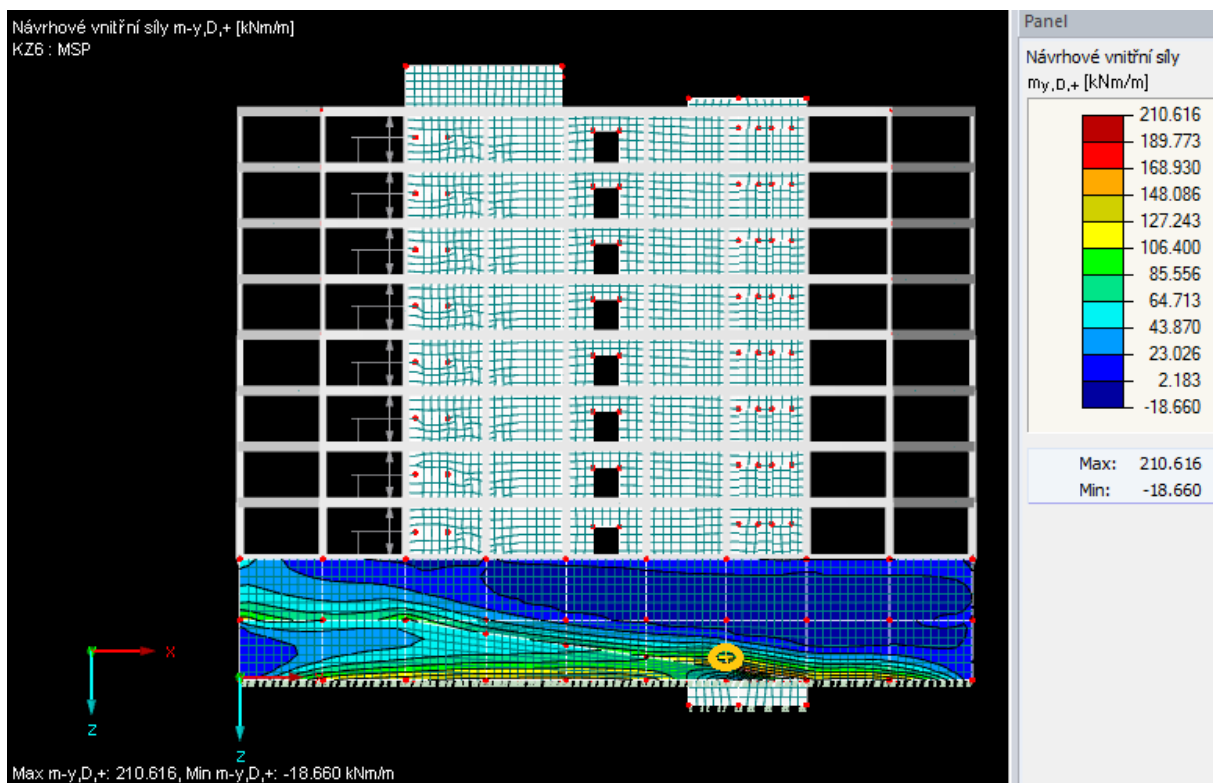 Návrhové vnitřní síly m-y,D,+ [kNm/m]
KZ6 : MSP
X
Z
Z
Max m-y,D,+: 210.616, Min m-y,D,+: -18.660 kNm/m
Panel
Návrhové vnitřní síly
my,D,+ [kNm/m]
210.616
189.773
168.930
148.086
127.243
106.400
85.556
64.713
43.870
23.026
2.183
-18.660
Max: 210.616
Min: -18.660